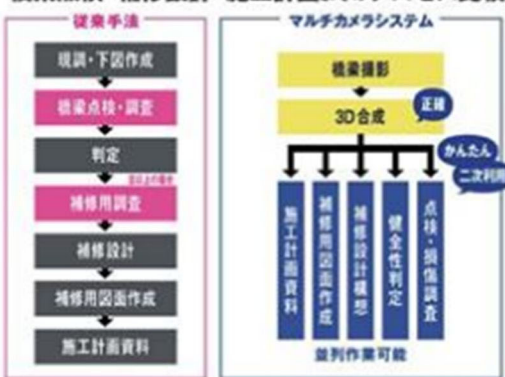 従来手法
現調・下図作成
橋梁点検・調査
判定
補修用調査
補修設計
補修用図面作成
施工計画資料
マルチカメラシステム
橋梁撮影
3D合成
正確
かんたん
二次利用
施工計画資料
補修用図面作成
補修設計構想
健全性判定
点検・損傷調査
並列作業可能